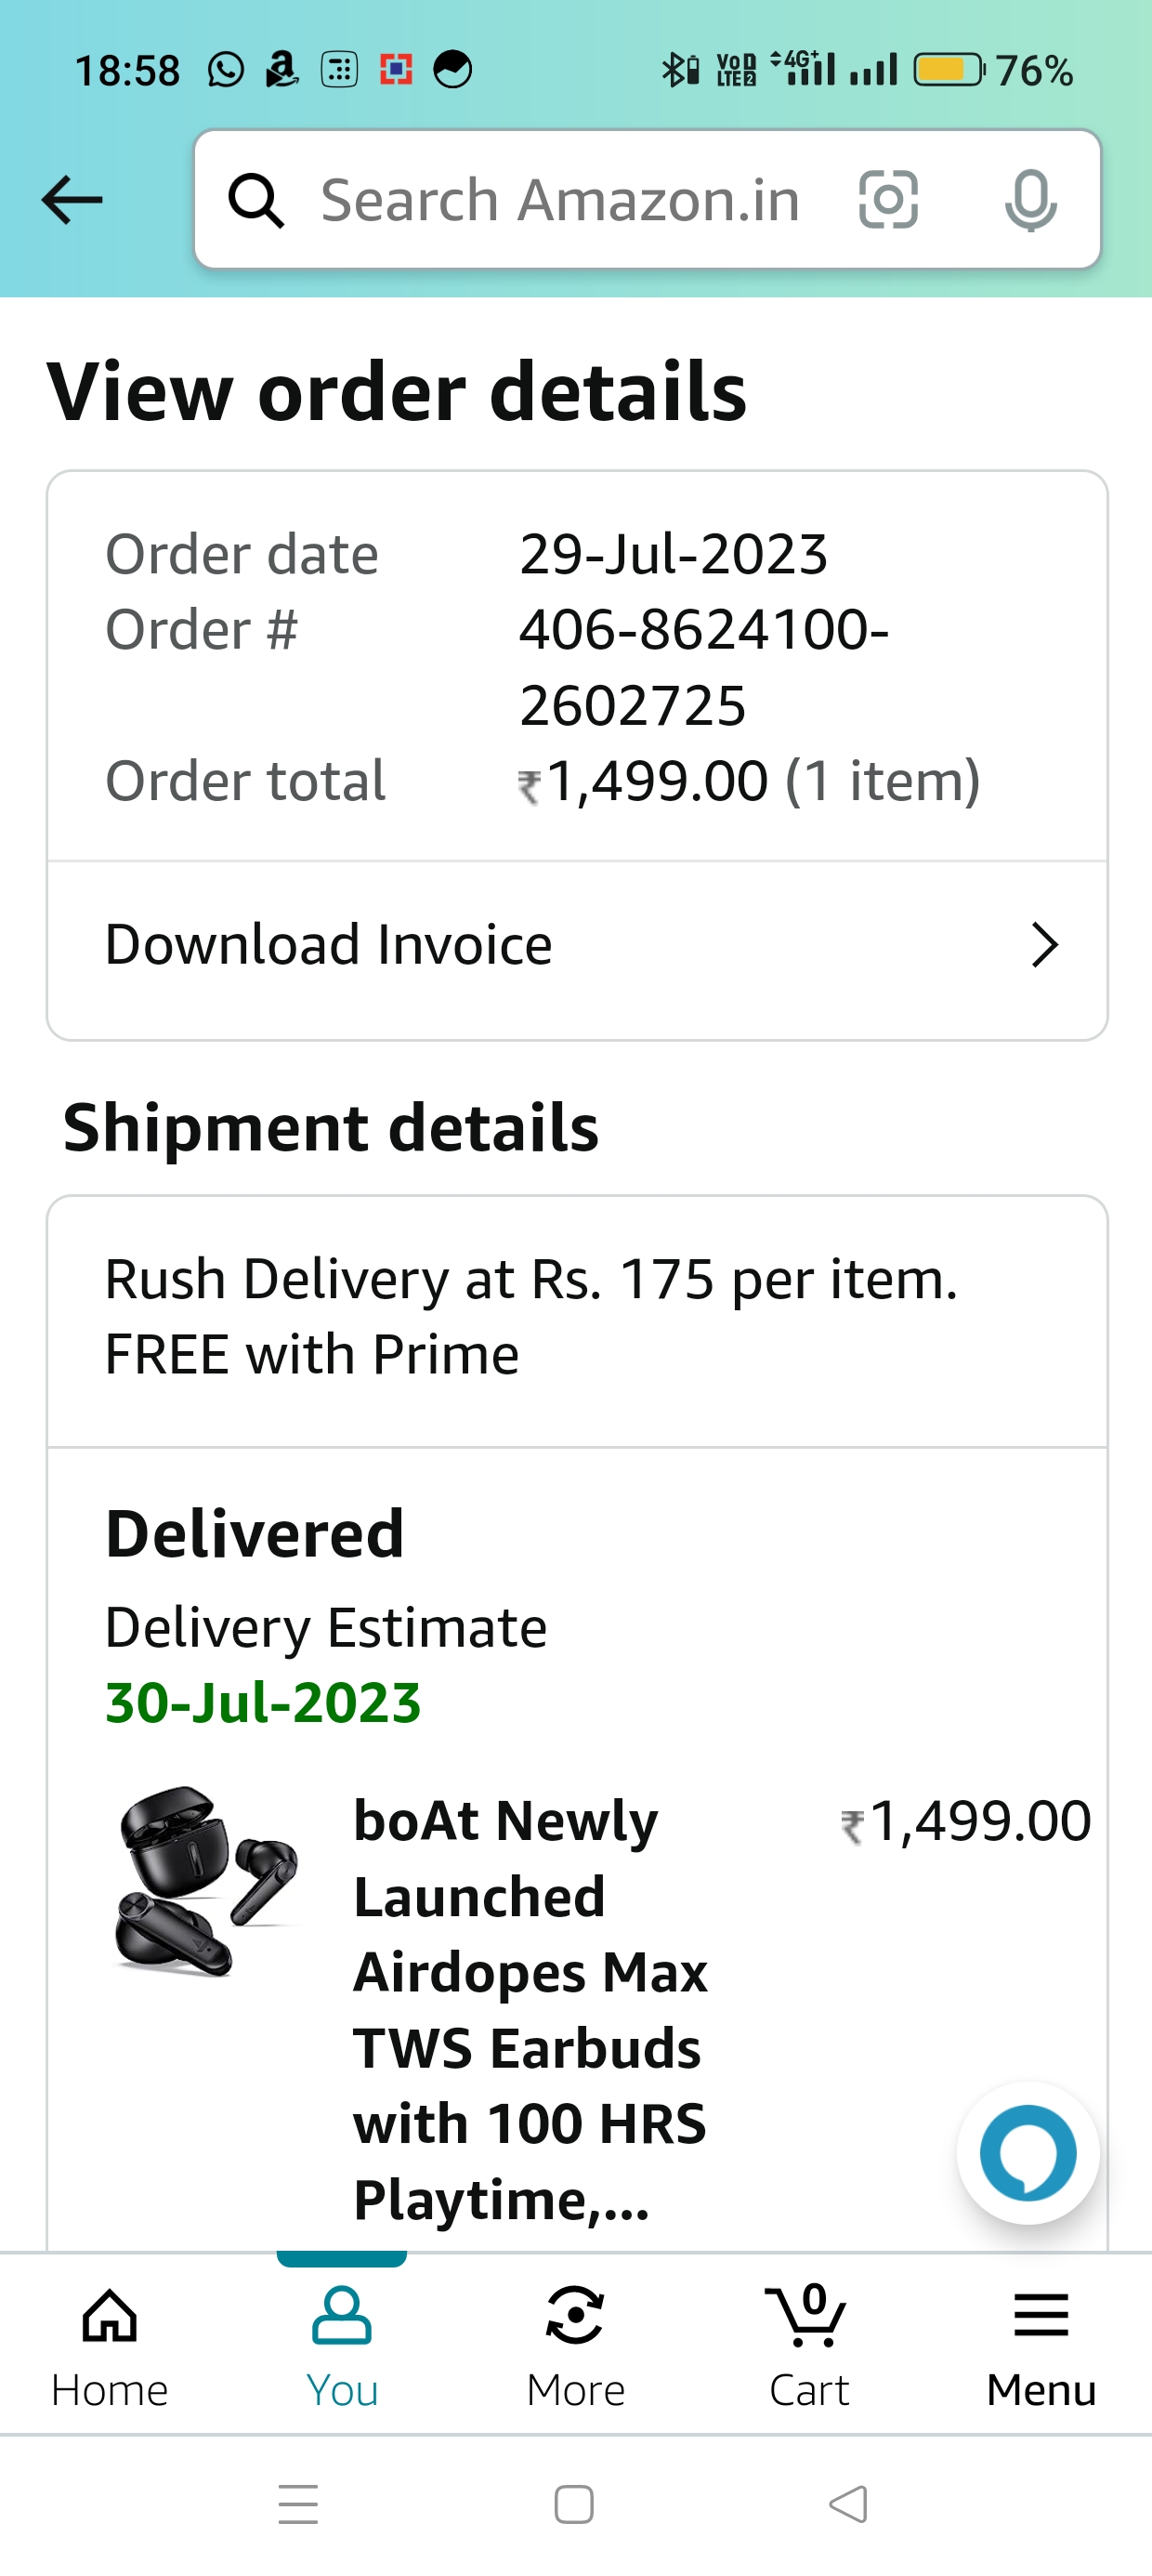 18:58 VoD LTE2 4G+ 76%
Search Amazon.in
View order details
Order date 29-Jul-2023
Order # 406-8624100-
2602725
Order total ₹1,499.00 (1 item)
Download Invoice
Shipment details
Rush Delivery at Rs. 175 per item.
FREE with Prime
Delivered
Delivery Estimate
30-Jul-2023
boAt Newly ₹1,499.00
Launched
Airdopes Max
TWS Earbuds
with 100 HRS
Playtime,...
0
Home You More Cart Menu